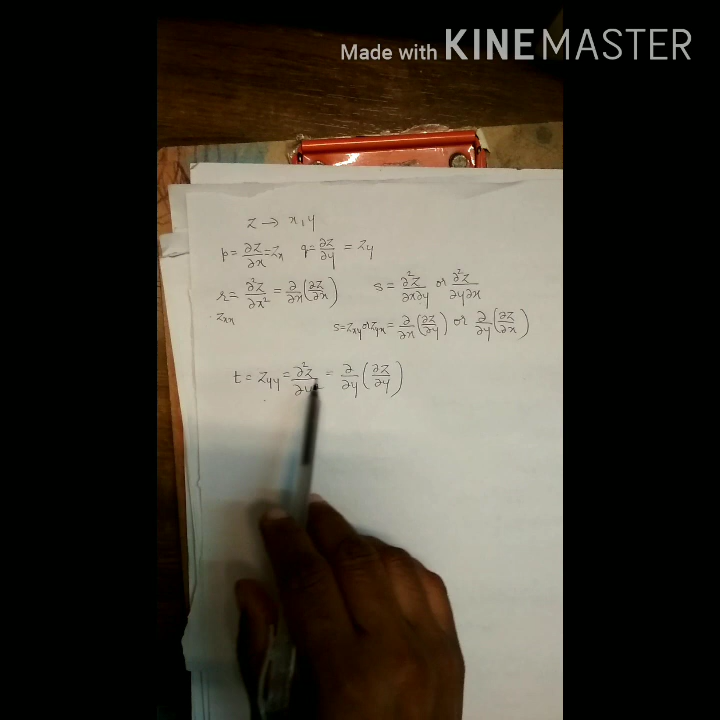 Made with KINEMASTER
z → x, y
p = ∂z/∂x = zx q = ∂z/∂y = zy
r = ∂²z/∂x² = ∂/∂x(∂z/∂x) s = ∂²z/∂x∂y or ∂²z/∂y∂x
zxx
s = zxy or zyx = ∂/∂x(∂z/∂y) or ∂/∂y(∂z/∂x)
t = zyy = ∂²z/∂y² = ∂/∂y(∂z/∂y)